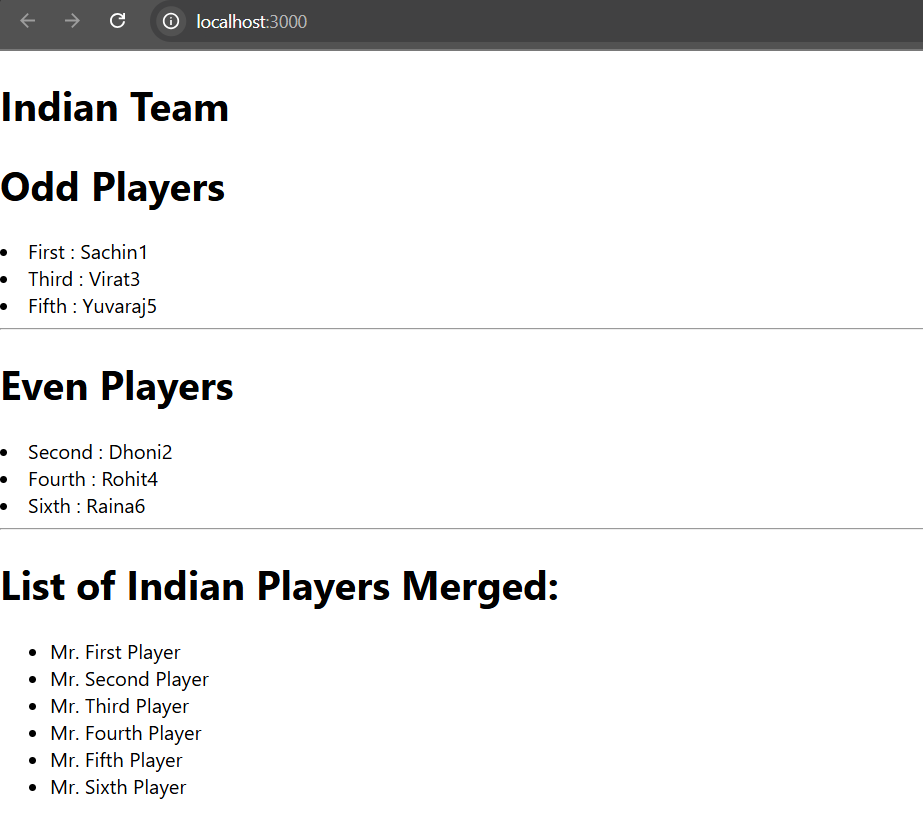 localhost:3000
Indian Team
Odd Players
First : Sachin1
Third : Virat3
Fifth : Yuvaraj5
Even Players
Second : Dhoni2
Fourth : Rohit4
Sixth : Raina6
List of Indian Players Merged:
Mr. First Player
Mr. Second Player
Mr. Third Player
Mr. Fourth Player
Mr. Fifth Player
Mr. Sixth Player